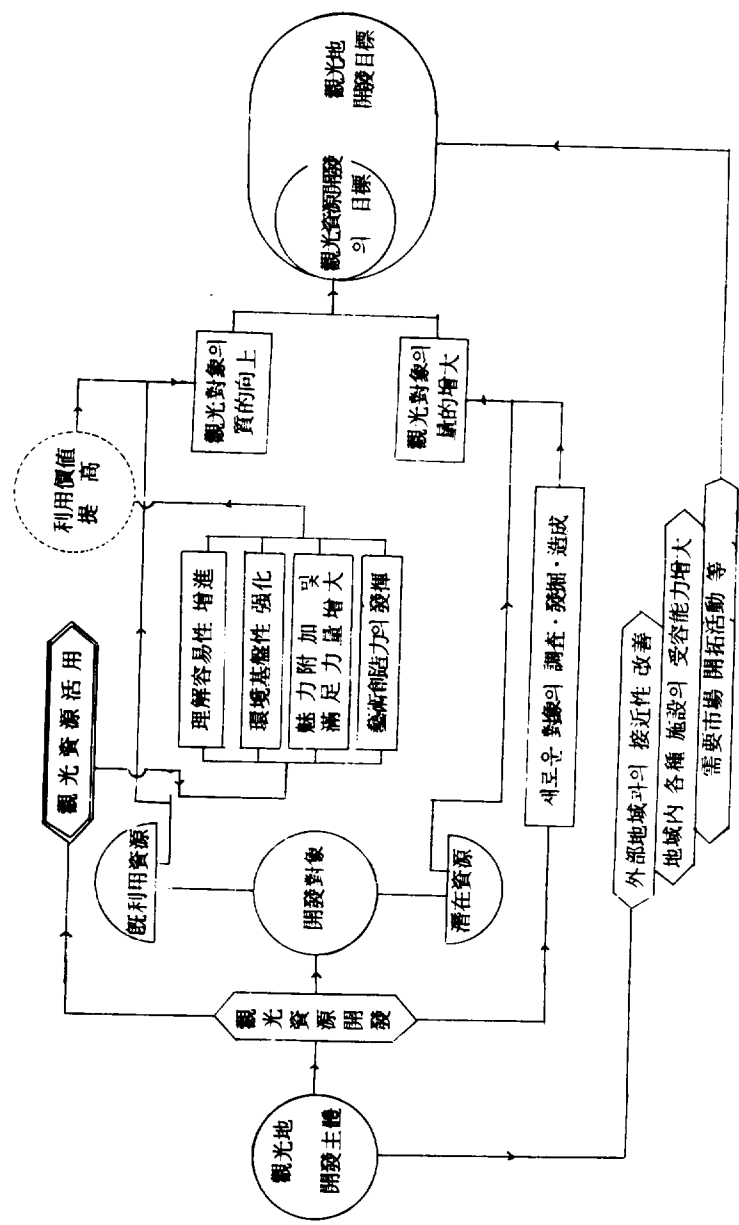 觀光地
開發主體
觀光
資源
開發
觀光資源活用
旣利用資源
開發對象
潛在資源
理解容易性 增進
環境基盤性 强化
魅力附加 및
滿足力量 增大
藝術創造力의 發揮
利用價値
提 高
새로운 對象의 調査·發掘·造成
觀光對象의
質的向上
觀光對象의
量的增大
觀光資源開發
의 目標
觀光地
開發目標
外部地域과의 接近性 改善
地域內 各種 施設의 受容能力增大
需要市場 開拓活動 等